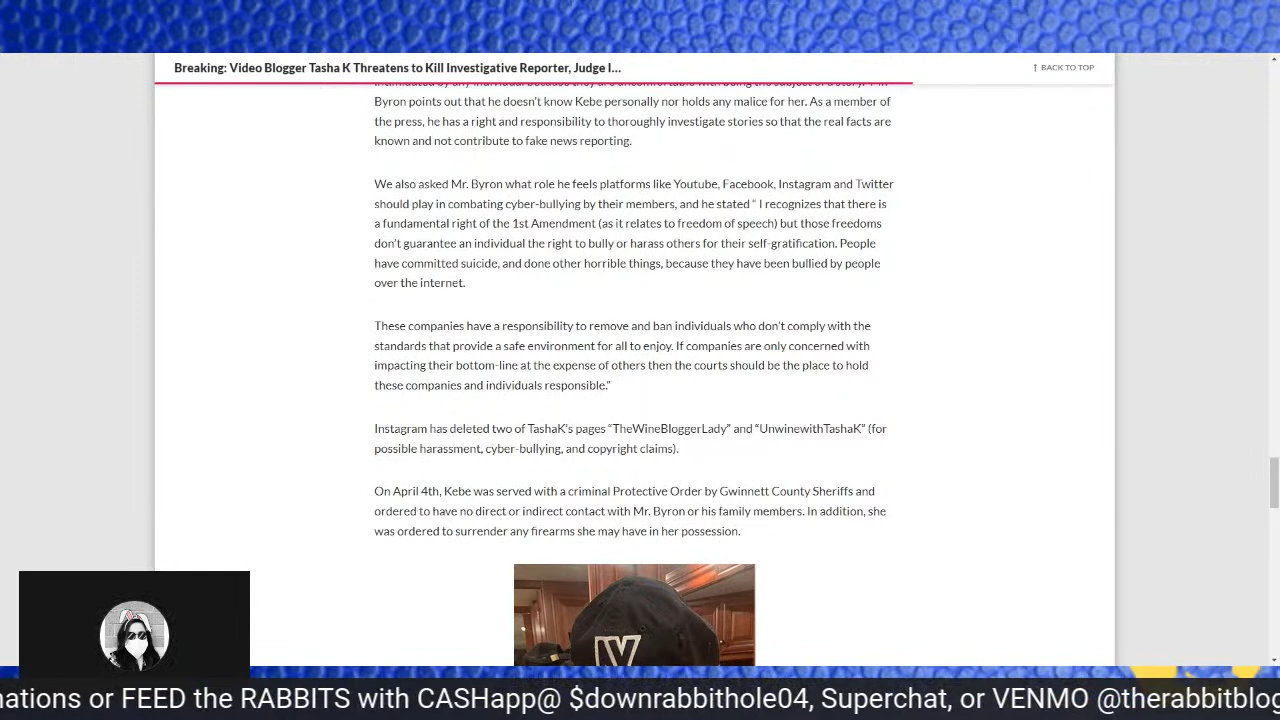 Breaking: Video Blogger Tasha K Threatens to Kill Investigative Reporter, Judge I...
↑ BACK TO TOP
intimidated by any individual because they are uncomfortable with being the subject of a story.
Byron points out that he doesn't know Kebe personally nor holds any malice for her. As a member of
the press, he has a right and responsibility to thoroughly investigate stories so that the real facts are
known and not contribute to fake news reporting.
We also asked Mr. Byron what role he feels platforms like Youtube, Facebook, Instagram and Twitter
should play in combating cyber-bullying by their members, and he stated " I recognizes that there is
a fundamental right of the 1st Amendment (as it relates to freedom of speech) but those freedoms
don't guarantee an individual the right to bully or harass others for their self-gratification. People
have committed suicide, and done other horrible things, because they have been bullied by people
over the internet.
These companies have a responsibility to remove and ban individuals who don't comply with the
standards that provide a safe environment for all to enjoy. If companies are only concerned with
impacting their bottom-line at the expense of others then the courts should be the place to hold
these companies and individuals responsible."
Instagram has deleted two of TashaK's pages "TheWineBloggerLady" and "UnwinewithTashaK" (for
possible harassment, cyber-bullying, and copyright claims).
On April 4th, Kebe was served with a criminal Protective Order by Gwinnett County Sheriffs and
ordered to have no direct or indirect contact with Mr. Byron or his family members. In addition, she
was ordered to surrender any firearms she may have in her possession.
nations or FEED the RABBITS with CASHapp@ $downrabbithole04, Superchat, or VENMO @therabbitblog